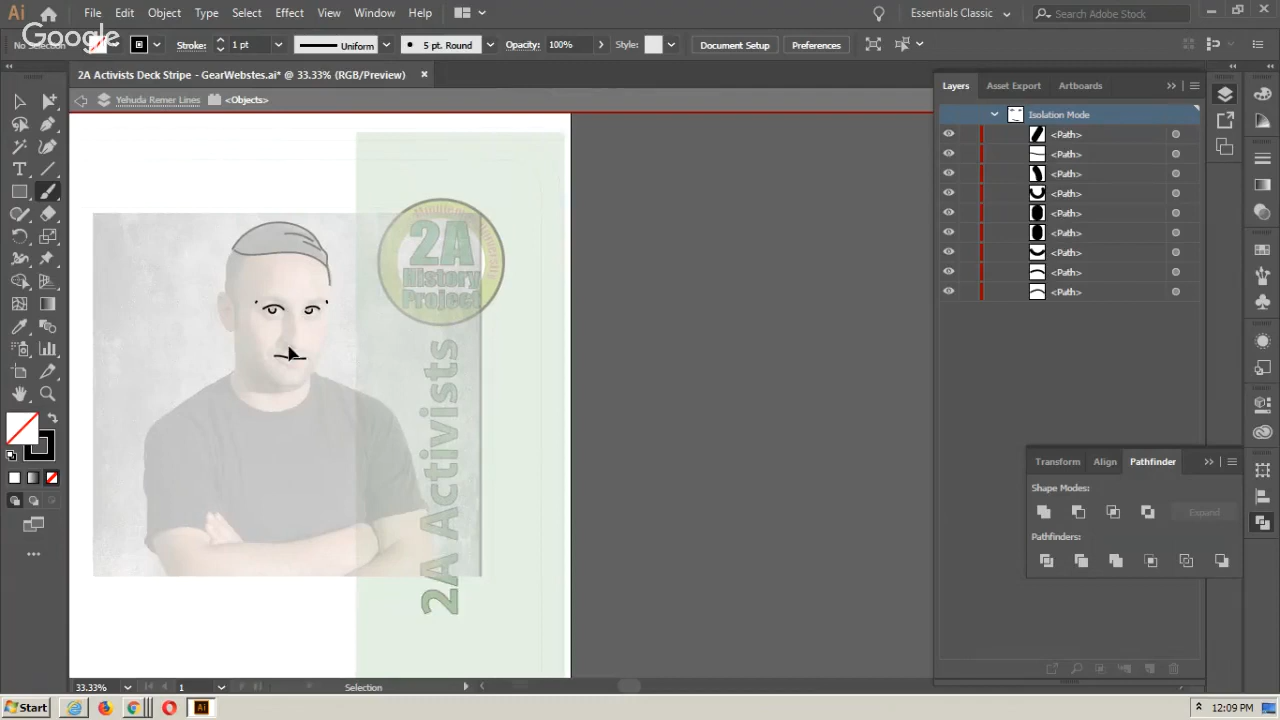 Ai File Edit Object Type Select Effect View Window Help Essentials Classic Search Adobe Stock
Google
No Selection Stroke: 1 pt Uniform 5 pt. Round Opacity: 100% Style: Document Setup Preferences
2A Activists Deck Stripe - GearWebstes.ai* @ 33.33% (RGB/Preview)
Yehuda Remer Lines <Objects>
2A
History
Project
2A Activists
Layers Asset Export Artboards
Isolation Mode
<Path>
<Path>
<Path>
<Path>
<Path>
<Path>
<Path>
<Path>
<Path>
Transform Align Pathfinder
Shape Modes:
Expand
Pathfinders:
33.33% 1 Selection
Start Ai 12:09 PM